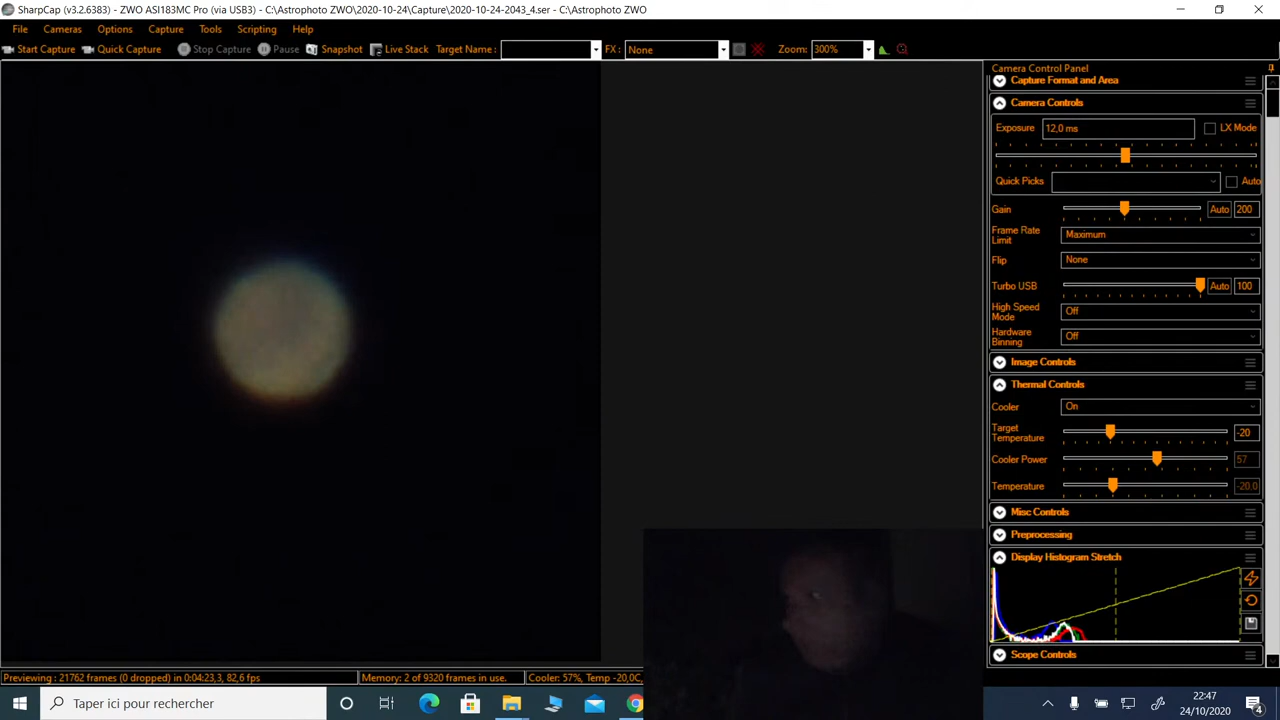 SharpCap (v3.2.6383) - ZWO ASI183MC Pro (via USB3) - C:\Astrophoto ZWO\2020-10-24\Capture\2020-10-24-2043_4.ser - C:\Astrophoto ZWO
File Cameras Options Capture Tools Scripting Help
Start Capture Quick Capture Stop Capture Pause Snapshot Live Stack Target Name : FX : None Zoom: 300%
Camera Control Panel
Capture Format and Area
Camera Controls
Exposure 12,0 ms LX Mode
Quick Picks Auto
Gain Auto 200
Frame Rate Limit Maximum
Flip None
Turbo USB Auto 100
High Speed Mode Off
Hardware Binning Off
Image Controls
Thermal Controls
Cooler On
Target Temperature -20
Cooler Power 57
Temperature -20.0
Misc Controls
Preprocessing
Display Histogram Stretch
Scope Controls
Previewing : 21762 frames (0 dropped) in 0:04:23,3, 82,6 fps Memory: 2 of 9320 frames in use. Cooler: 57%, Temp -20,0C,
Taper ici pour rechercher
22:47
24/10/2020
4